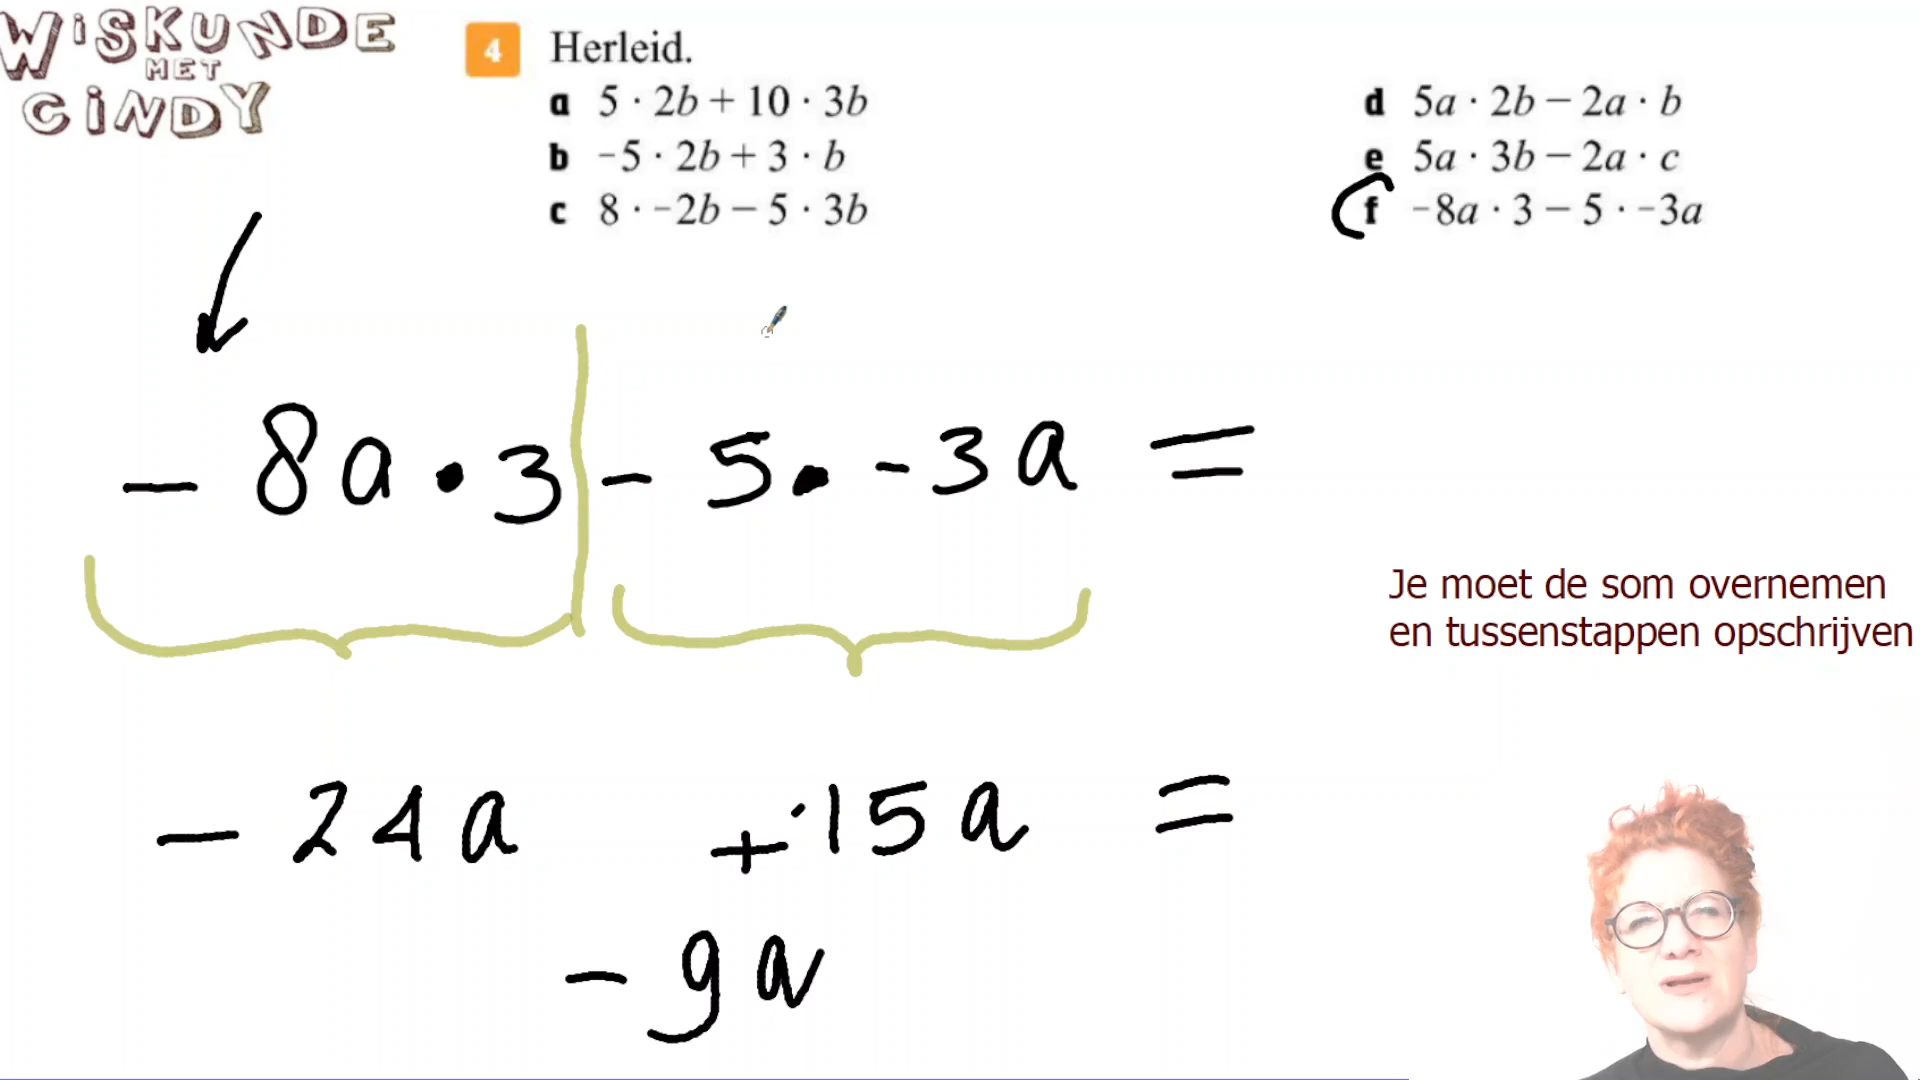 WISKUNDE
MET
CINDY
4 Herleid.
a 5 · 2b + 10 · 3b
b -5 · 2b + 3 · b
c 8 · -2b − 5 · 3b
d 5a · 2b − 2a · b
e 5a · 3b − 2a · c
f -8a · 3 − 5 · -3a
- 8a · 3 - 5 · -3a =
Je moet de som overnemen
en tussenstappen opschrijven
- 24a + 15a =
- 9a